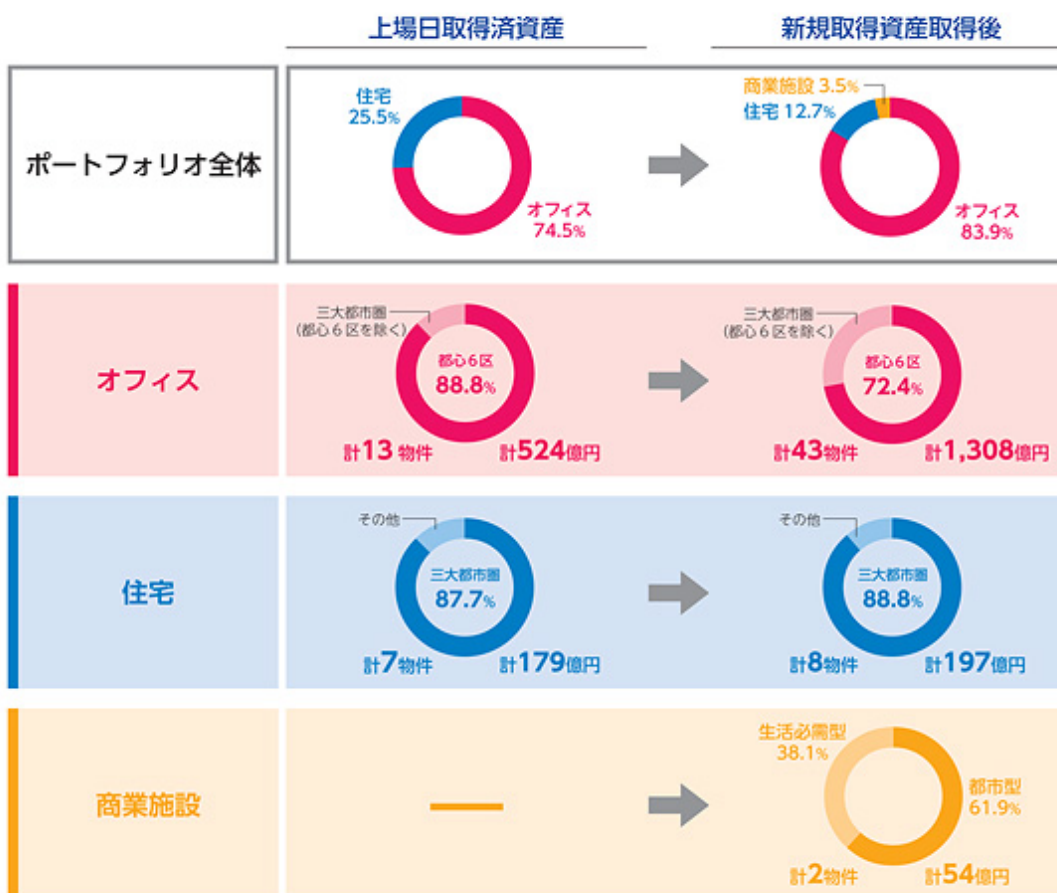 上場日取得済資産
新規取得資産取得後
ポートフォリオ全体
住宅
25.5%
オフィス
74.5%
商業施設 3.5%
住宅 12.7%
オフィス
83.9%
オフィス
三大都市圏
(都心6区を除く)
都心6区
88.8%
計13物件
計524億円
三大都市圏
(都心6区を除く)
都心6区
72.4%
計43物件
計1,308億円
住宅
その他
三大都市圏
87.7%
計7物件
計179億円
その他
三大都市圏
88.8%
計8物件
計197億円
商業施設
生活必需型
38.1%
都市型
61.9%
計2物件
計54億円